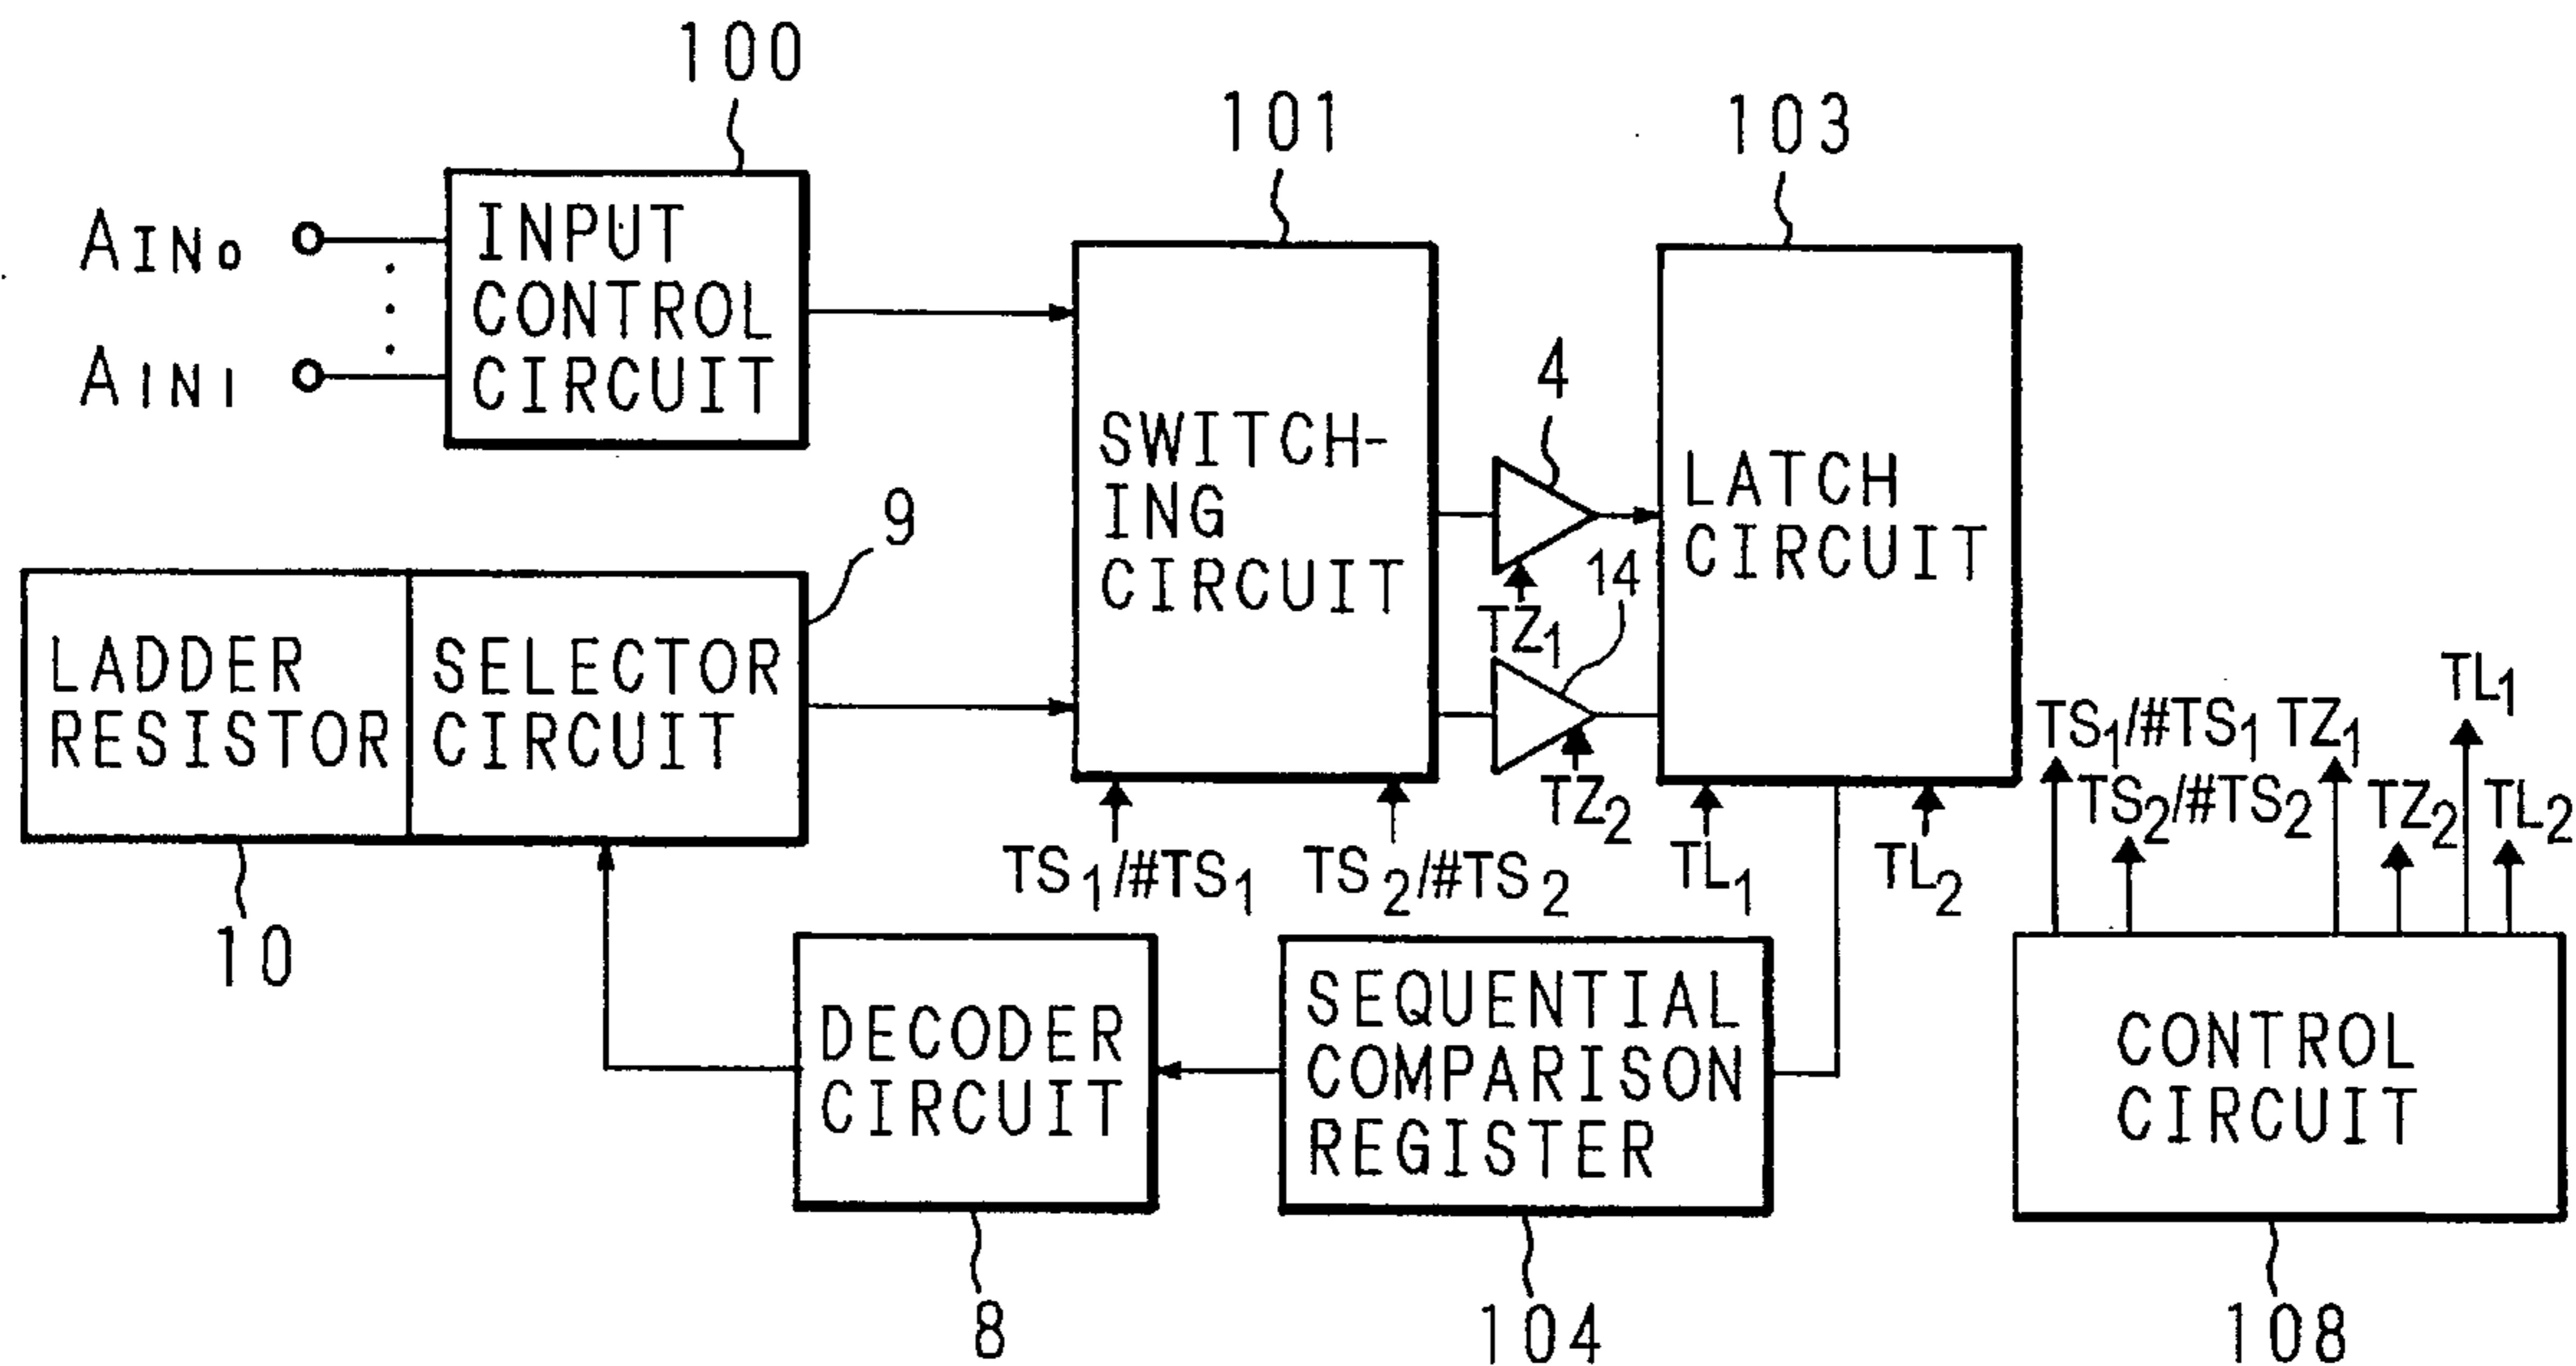 100
101
103
AIN0
INPUT
CONTROL
CIRCUIT
AIN1
4
SWITCH-
ING
CIRCUIT
LATCH
CIRCUIT
9
14
TZ1
LADDER
RESISTOR
SELECTOR
CIRCUIT
TL1
TS1/#TS1 TZ1
TS2/#TS2 TZ2 TL2
TZ2
TS1/#TS1 TS2/#TS2 TL1 TL2
10
DECODER
CIRCUIT
SEQUENTIAL
COMPARISON
REGISTER
CONTROL
CIRCUIT
8
104
108